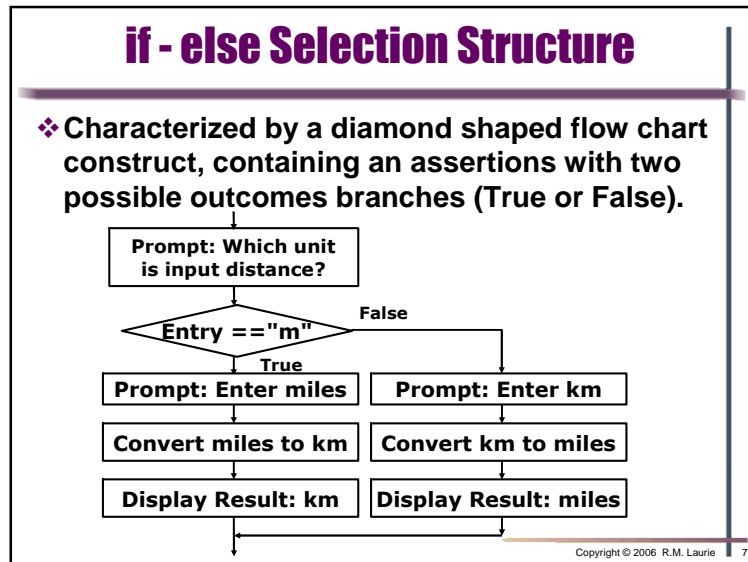 if - else Selection Structure
❖Characterized by a diamond shaped flow chart
construct, containing an assertions with two
possible outcomes branches (True or False).
Prompt: Which unit
is input distance?
False
Entry =="m"
True
Prompt: Enter miles
Prompt: Enter km
Convert miles to km
Convert km to miles
Display Result: km
Display Result: miles
Copyright © 2006 R.M. Laurie 7